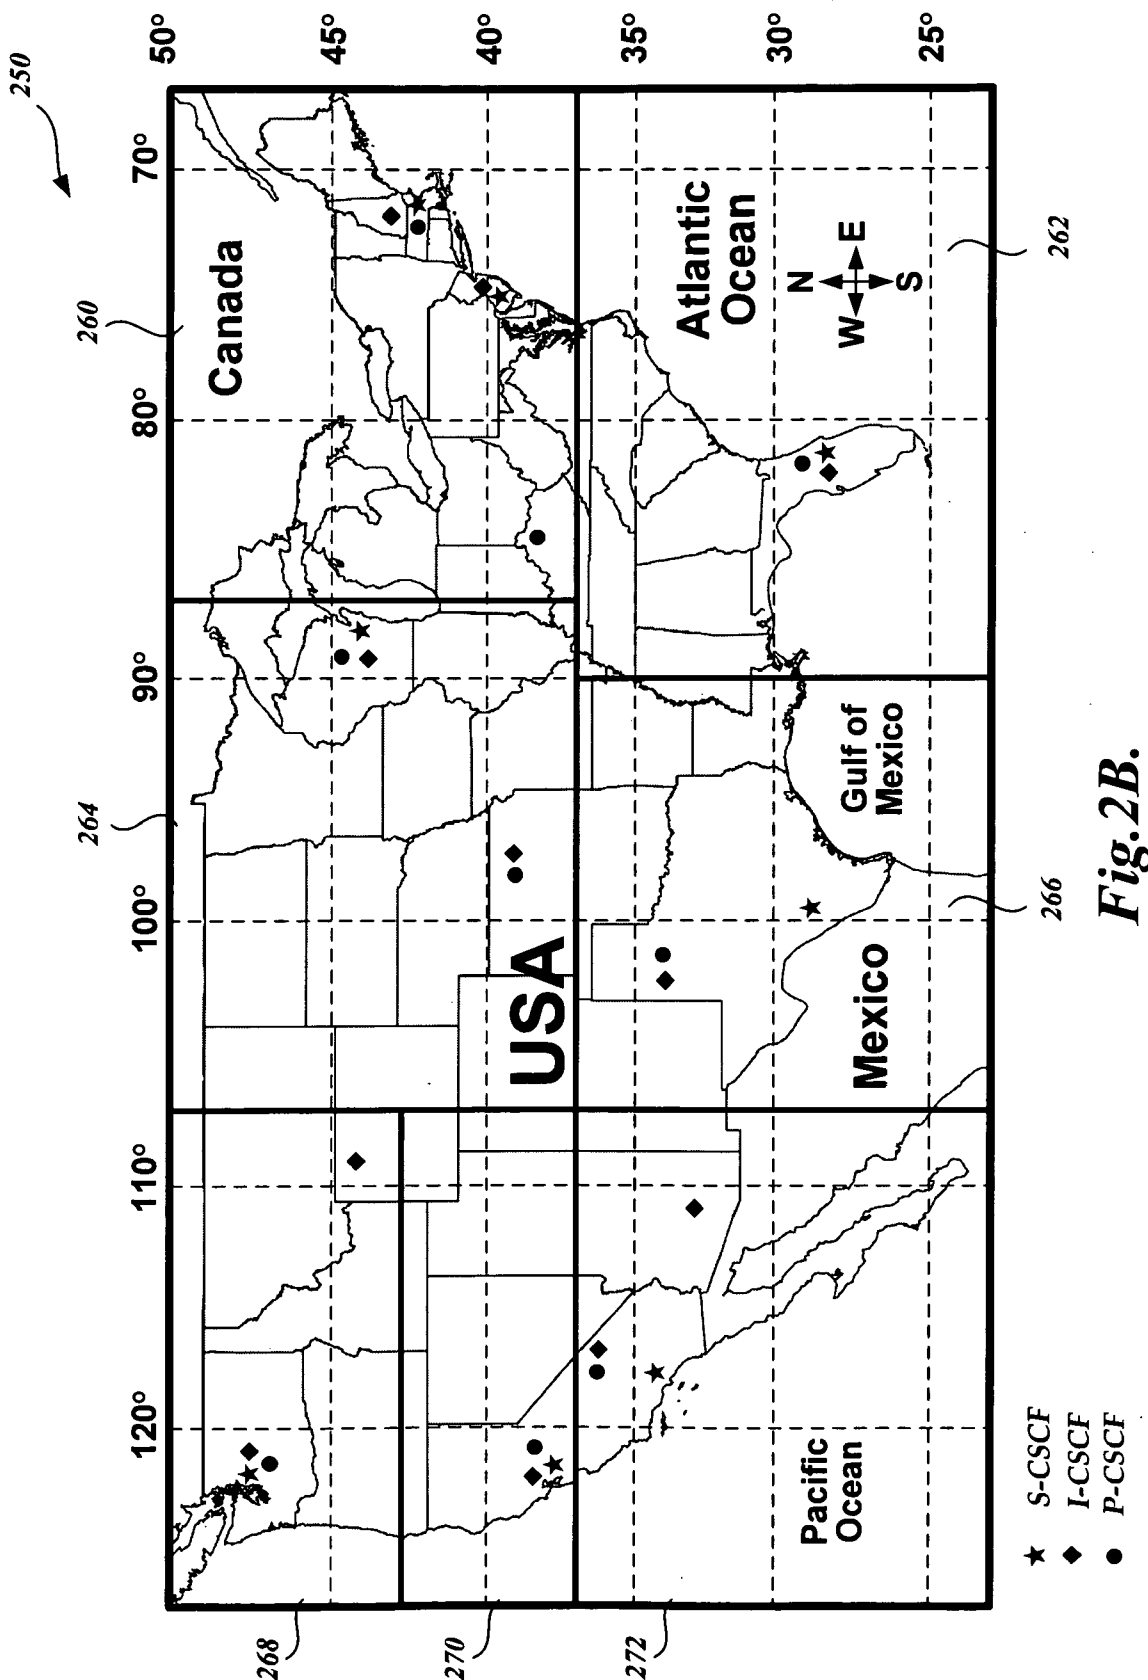 250
260
264
120°
110°
100°
90°
80°
70°
50°
45°
40°
35°
30°
25°
268
270
272
Canada
USA
Atlantic
Ocean
N
W
E
S
Gulf of
Mexico
Mexico
Pacific
Ocean
266
262
S-CSCF
I-CSCF
P-CSCF
Fig.2B.